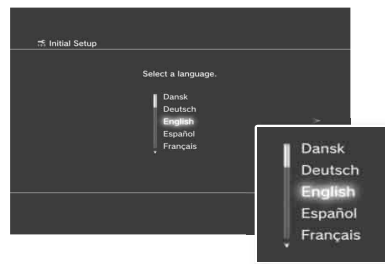 Initial Setup
Select a language.
Dansk
Deutsch
English
Español
Français
Dansk
Deutsch
English
Español
Français